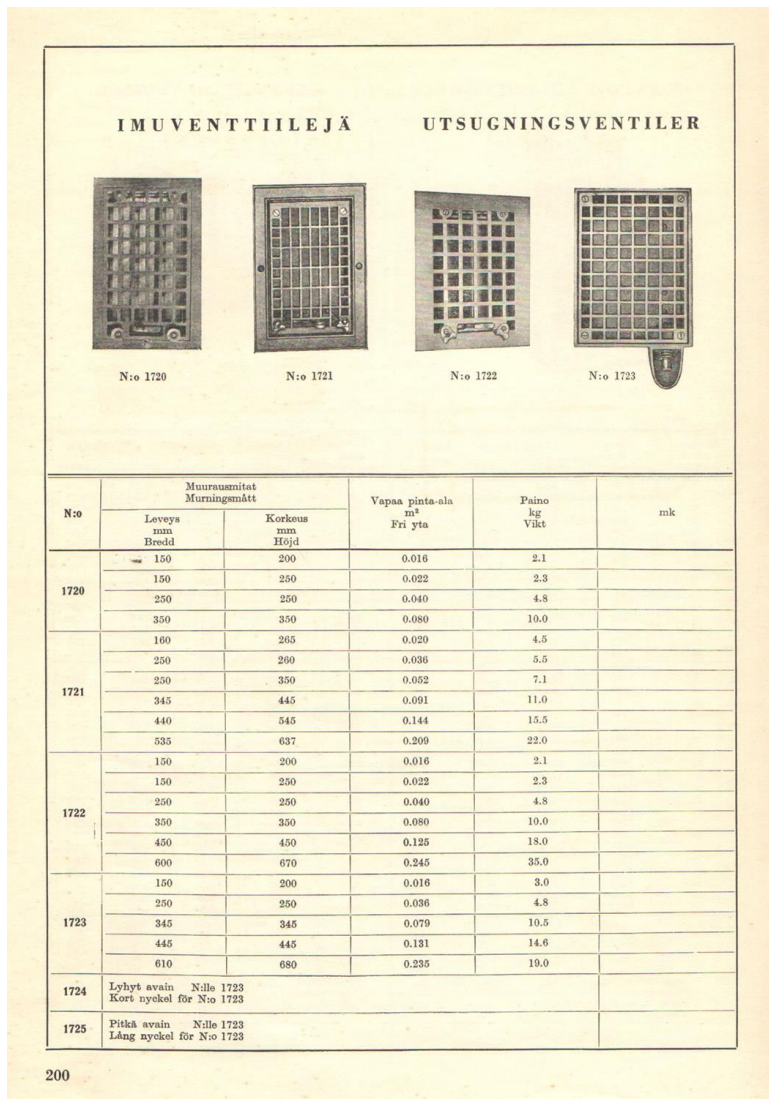 IMUVENTTIILEJÄ UTSUGNINGSVENTILER
N:o 1720 N:o 1721 N:o 1722 N:o 1723
N:o Muurausmitat Murningsmått Vapaa pinta-ala m² Fri yta Paino kg Vikt mk
Leveys mm Bredd Korkeus mm Höjd
1720
150 200 0.016 2.1
150 250 0.022 2.3
250 250 0.040 4.8
350 350 0.080 10.0
1721
160 265 0.020 4.5
250 260 0.036 5.5
250 350 0.052 7.1
345 445 0.091 11.0
440 545 0.144 15.5
535 637 0.209 22.0
1722
150 200 0.016 2.1
150 250 0.022 2.3
250 250 0.040 4.8
350 350 0.080 10.0
450 450 0.125 18.0
600 670 0.245 35.0
1723
150 200 0.016 3.0
250 250 0.036 4.8
345 345 0.079 10.5
445 445 0.131 14.6
610 680 0.235 19.0
1724
Lyhyt avain N:lle 1723
Kort nyckel för N:o 1723
1725
Pitkä avain N:lle 1723
Lång nyckel för N:o 1723
200